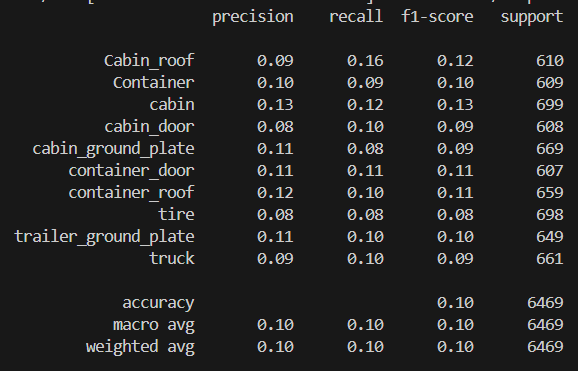 precision recall f1-score support
Cabin_roof 0.09 0.16 0.12 610
Container 0.10 0.09 0.10 609
cabin 0.13 0.12 0.13 699
cabin_door 0.08 0.10 0.09 608
cabin_ground_plate 0.11 0.08 0.09 669
container_door 0.11 0.11 0.11 607
container_roof 0.12 0.10 0.11 659
tire 0.08 0.08 0.08 698
trailer_ground_plate 0.11 0.10 0.10 649
truck 0.09 0.10 0.09 661
accuracy 0.10 6469
macro avg 0.10 0.10 0.10 6469
weighted avg 0.10 0.10 0.10 6469